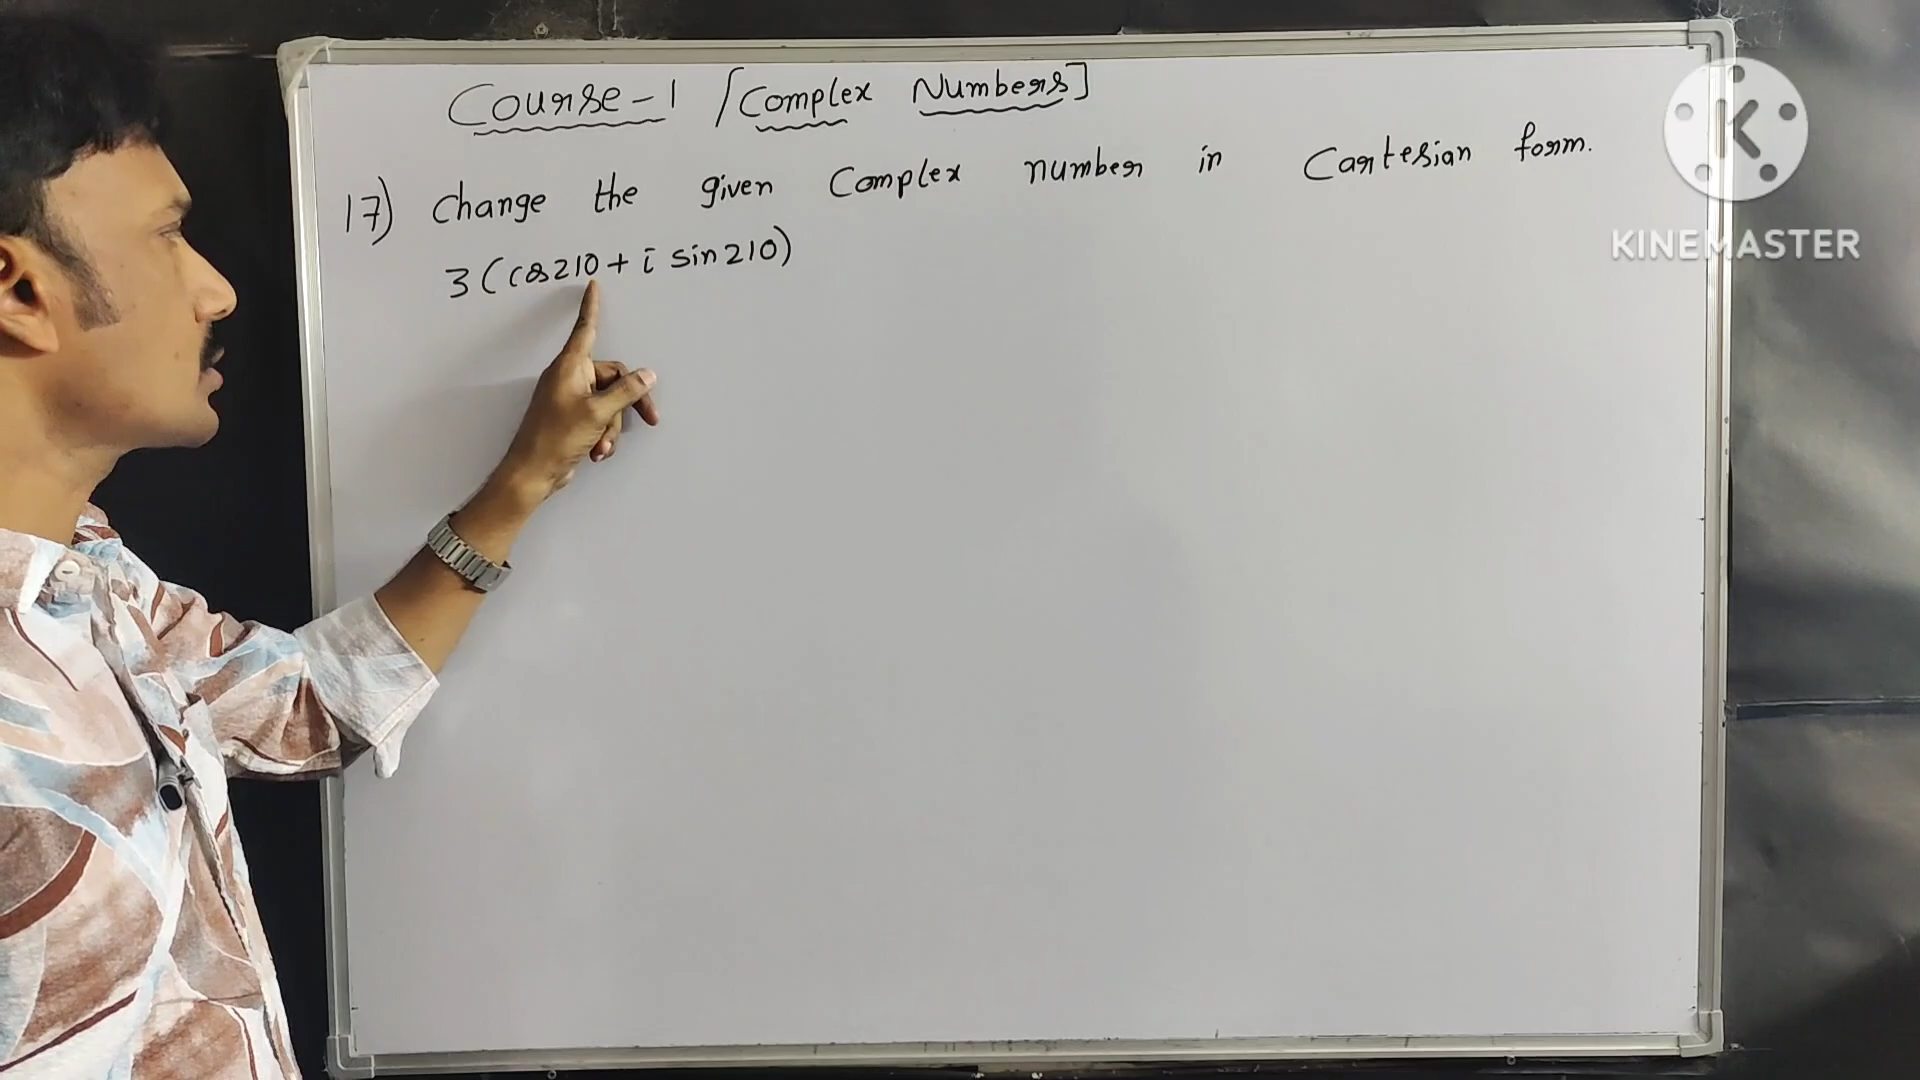 Course-1 [Complex Numbers]
17) Change the given Complex number in Cartesian form.
3(cos210+i sin210)
KINEMASTER